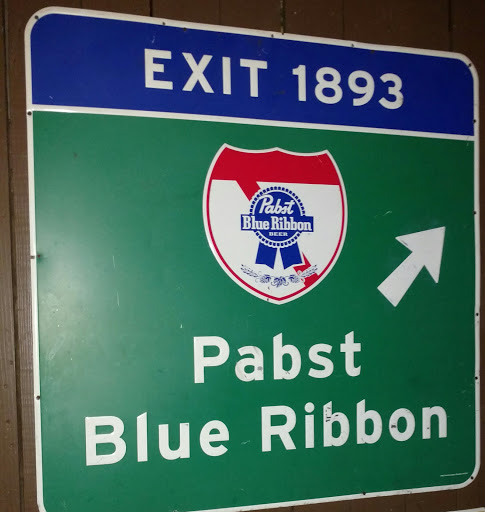 EXIT 1893
Pabst
Blue Ribbon
BEER
Pabst
Blue Ribbon